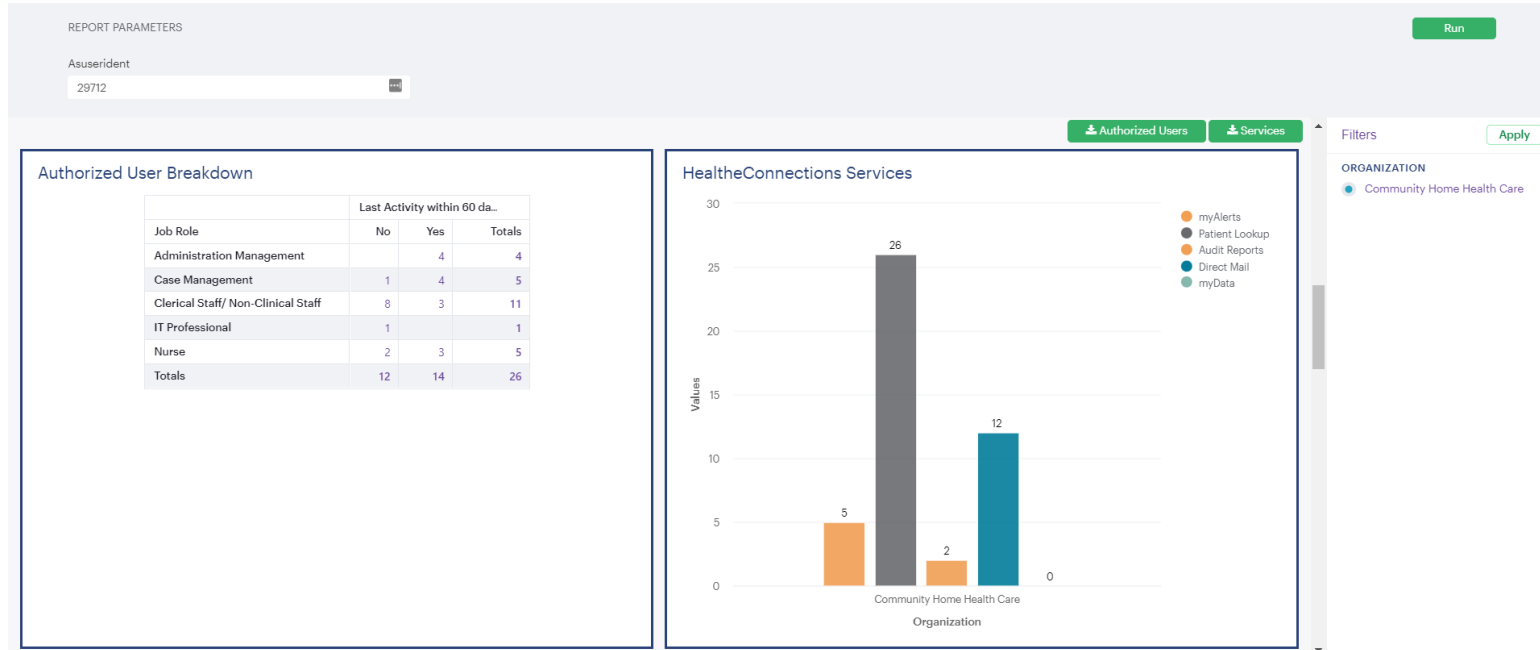 REPORT PARAMETERS
Run
Asuserident
29712
Authorized Users
Services
Filters
Apply
ORGANIZATION
Community Home Health Care
Authorized User Breakdown
Last Activity within 60 da...
Job Role No Yes Totals
Administration Management 4 4
Case Management 1 4 5
Clerical Staff/ Non-Clinical Staff 8 3 11
IT Professional 1 1
Nurse 2 3 5
Totals 12 14 26
HealtheConnections Services
30
25
20
15
10
5
0
Values
5
26
2
12
0
Community Home Health Care
Organization
myAlerts
Patient Lookup
Audit Reports
Direct Mail
myData